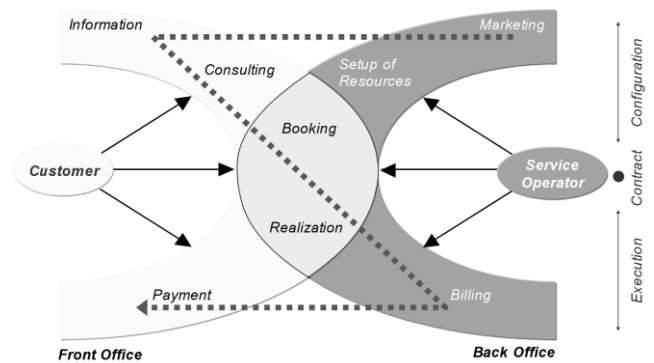 Information
Marketing
Consulting
Setup of
Resources
Configuration
Booking
Customer
Service
Operator
Contract
Realization
Execution
Payment
Billing
Front Office
Back Office